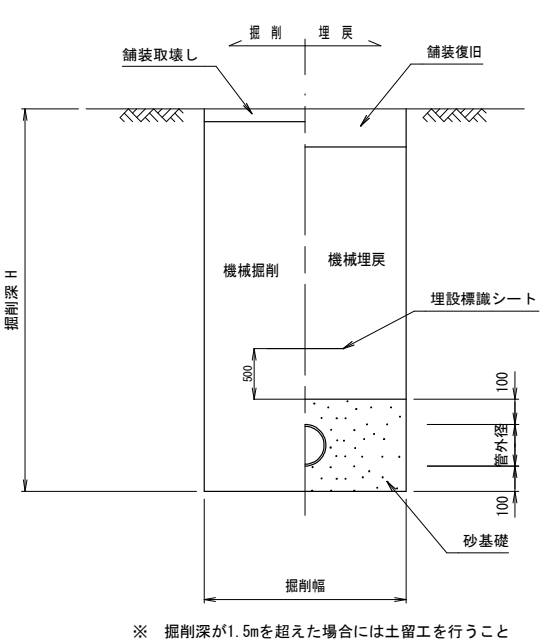 掘 削 埋 戻
舗装取壊し
舗装復旧
機械掘削
機械埋戻
掘削深 H
埋設標識シート
500
100
管外径
100
砂基礎
掘削幅
※ 掘削深が1.5mを超えた場合には土留工を行うこと